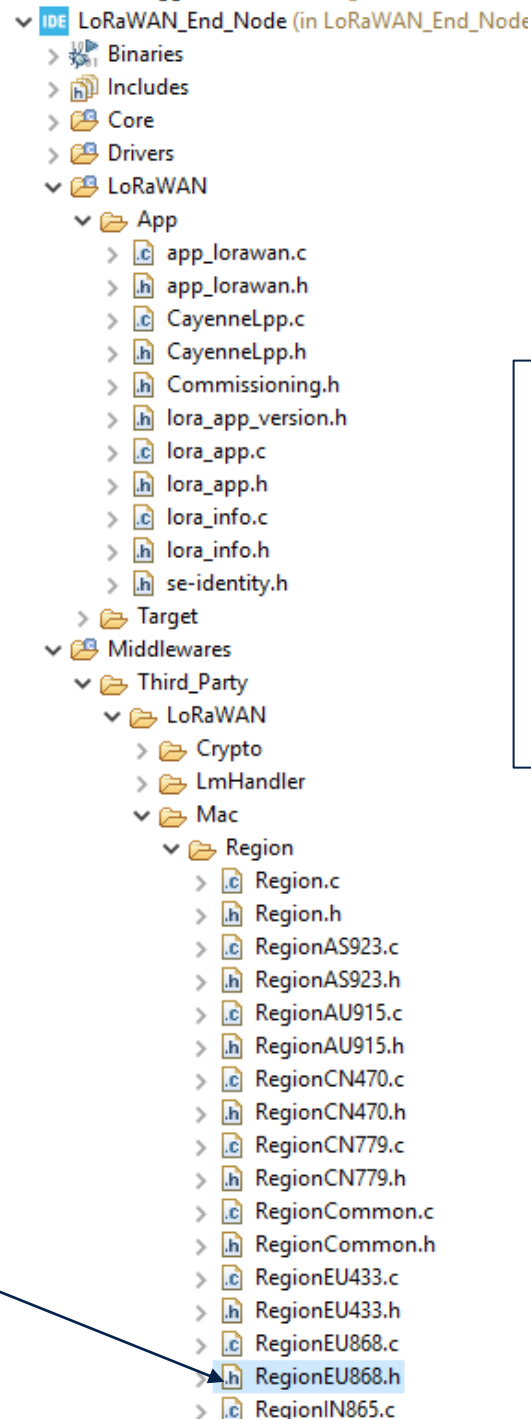 IDE LoRaWAN_End_Node (in LoRaWAN_End_Node
Binaries
.h Includes
Core
Drivers
LoRaWAN
App
.c app_lorawan.c
.h app_lorawan.h
.c CayenneLpp.c
.h CayenneLpp.h
.h Commissioning.h
.h lora_app_version.h
.c lora_app.c
.h lora_app.h
.c lora_info.c
.h lora_info.h
.h se-identity.h
Target
Middlewares
Third_Party
LoRaWAN
Crypto
LmHandler
Mac
Region
.c Region.c
.h Region.h
.c RegionAS923.c
.h RegionAS923.h
.c RegionAU915.c
.h RegionAU915.h
.c RegionCN470.c
.h RegionCN470.h
.c RegionCN779.c
.h RegionCN779.h
.c RegionCommon.c
.h RegionCommon.h
.c RegionEU433.c
.h RegionEU433.h
.c RegionEU868.c
.h RegionEU868.h
.c RegionIN865.c